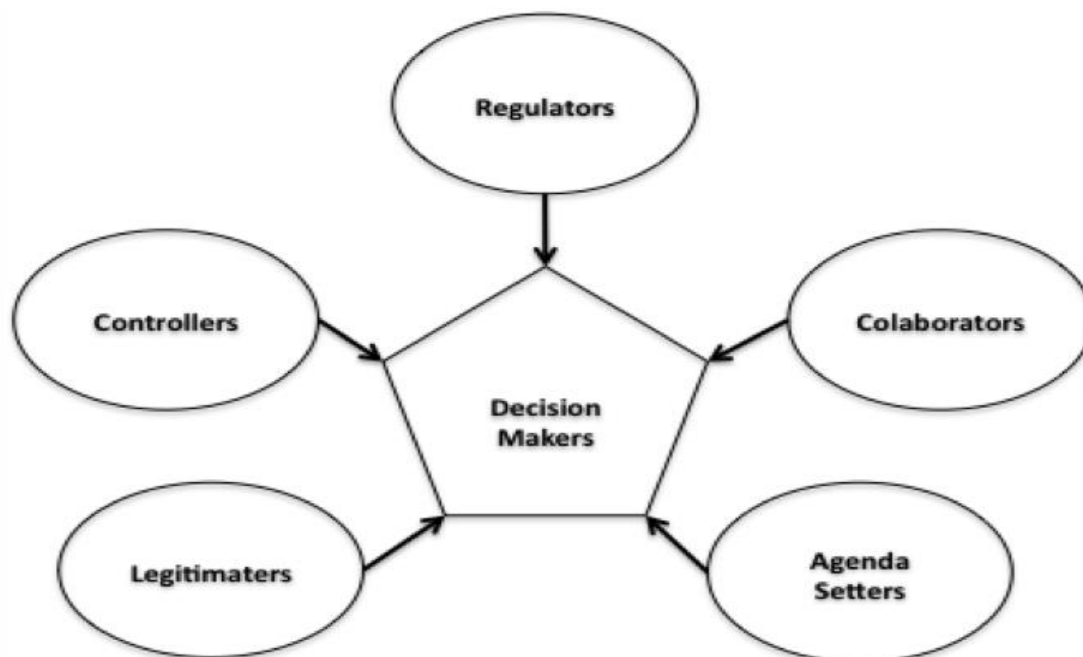 Regulators
Controllers
Colaborators
Decision
Makers
Legitimaters
Agenda
Setters